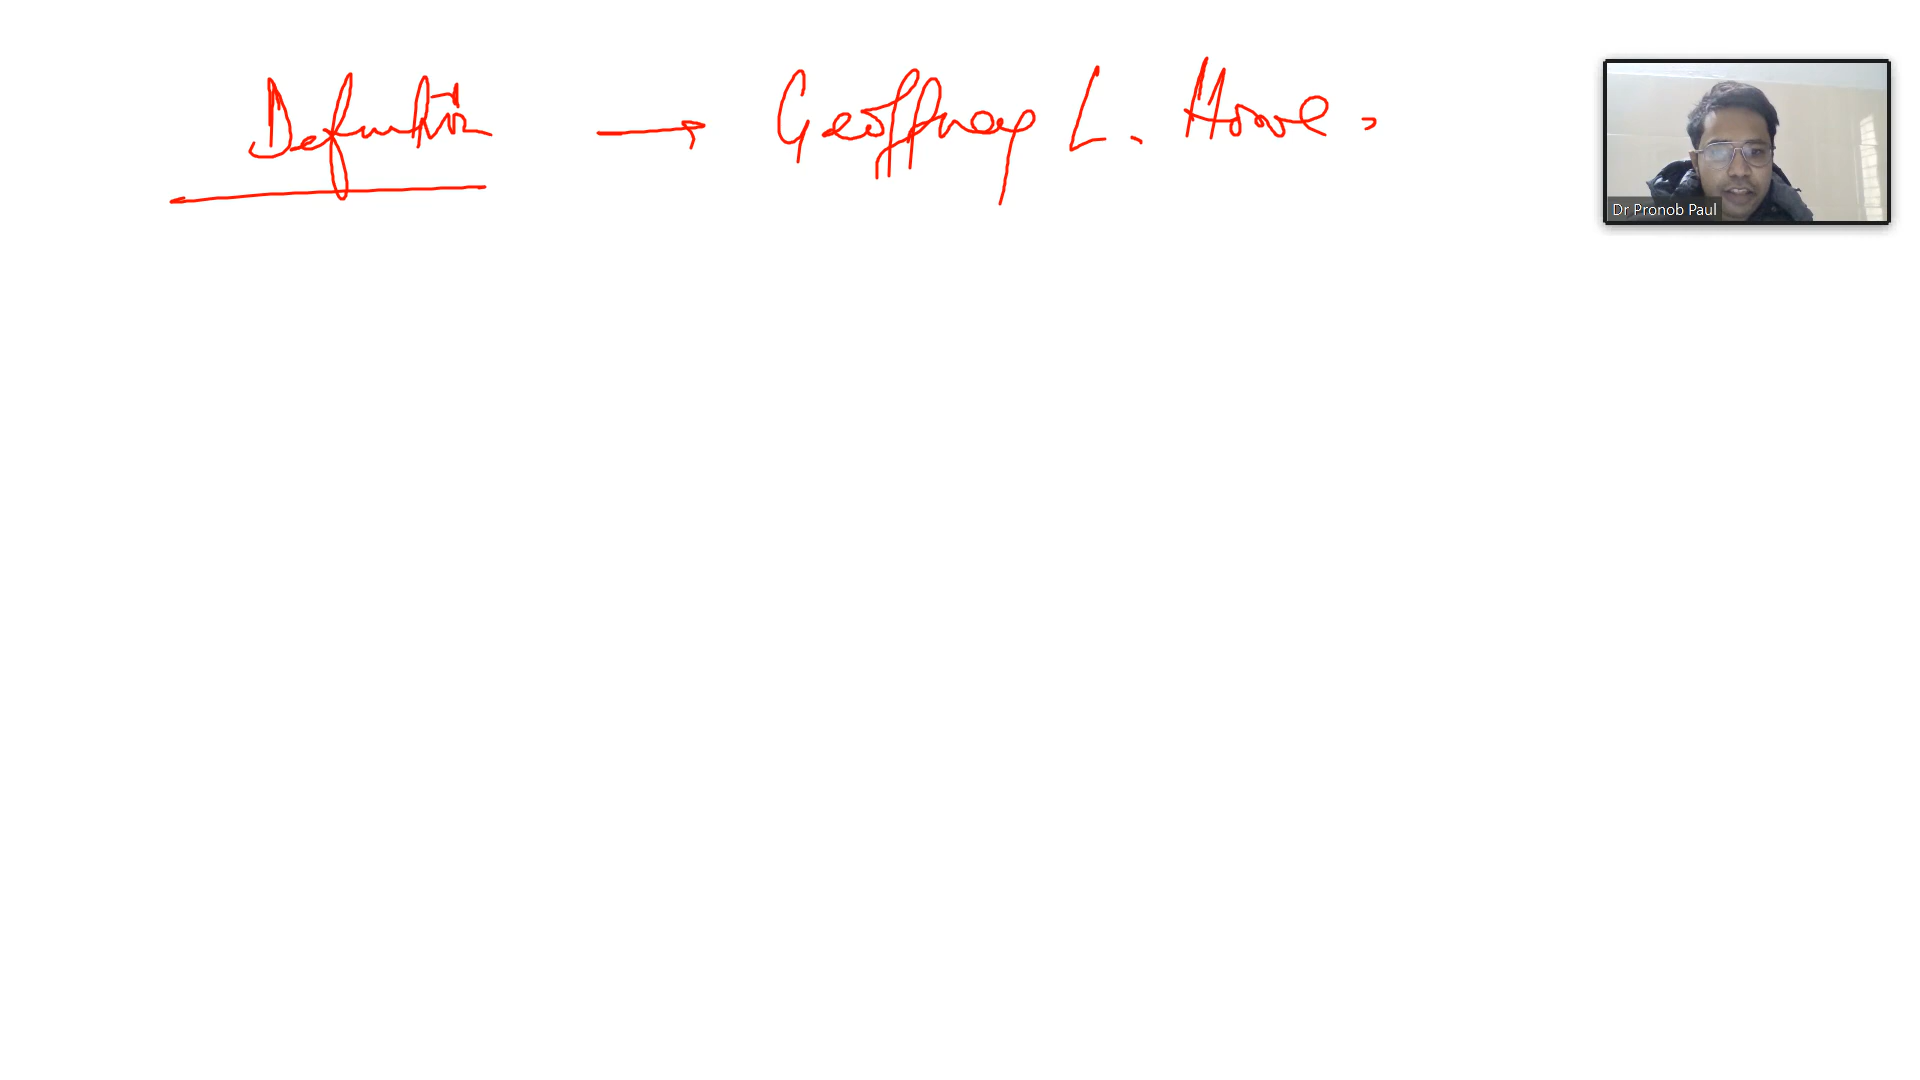 Definition → Geoffrey L. Howe.
Dr Pronob Paul